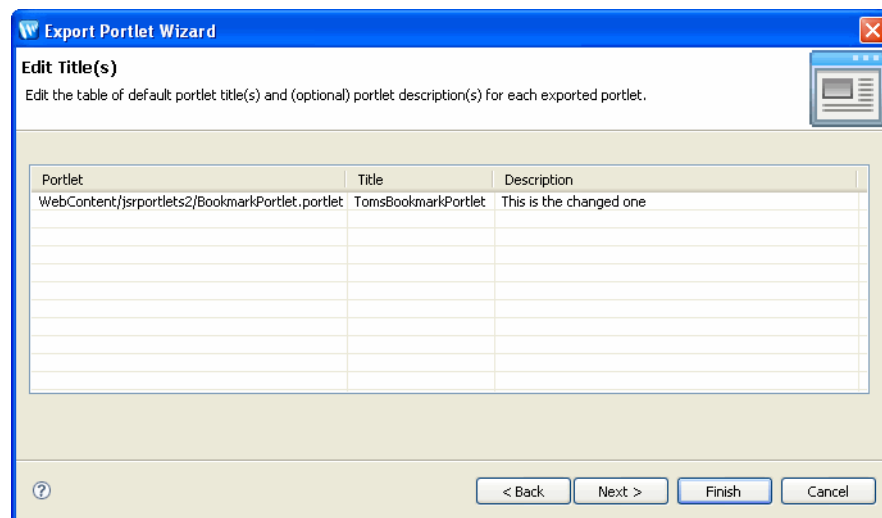 Export Portlet Wizard
Edit Title(s)
Edit the table of default portlet title(s) and (optional) portlet description(s) for each exported portlet.
Portlet Title Description
WebContent/jsrportlets2/BookmarkPortlet.portlet TomsBookmarkPortlet This is the changed one
? < Back Next > Finish Cancel